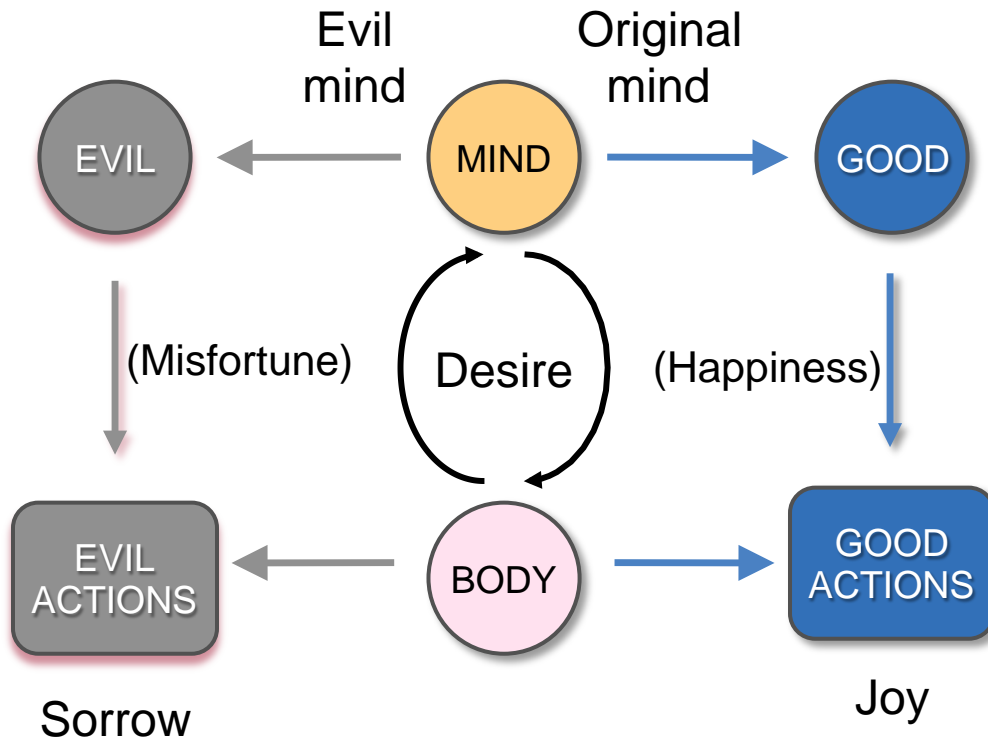 Evil
mind
Original
mind
EVIL
MIND
GOOD
(Misfortune)
Desire
(Happiness)
EVIL
ACTIONS
BODY
GOOD
ACTIONS
Sorrow
Joy